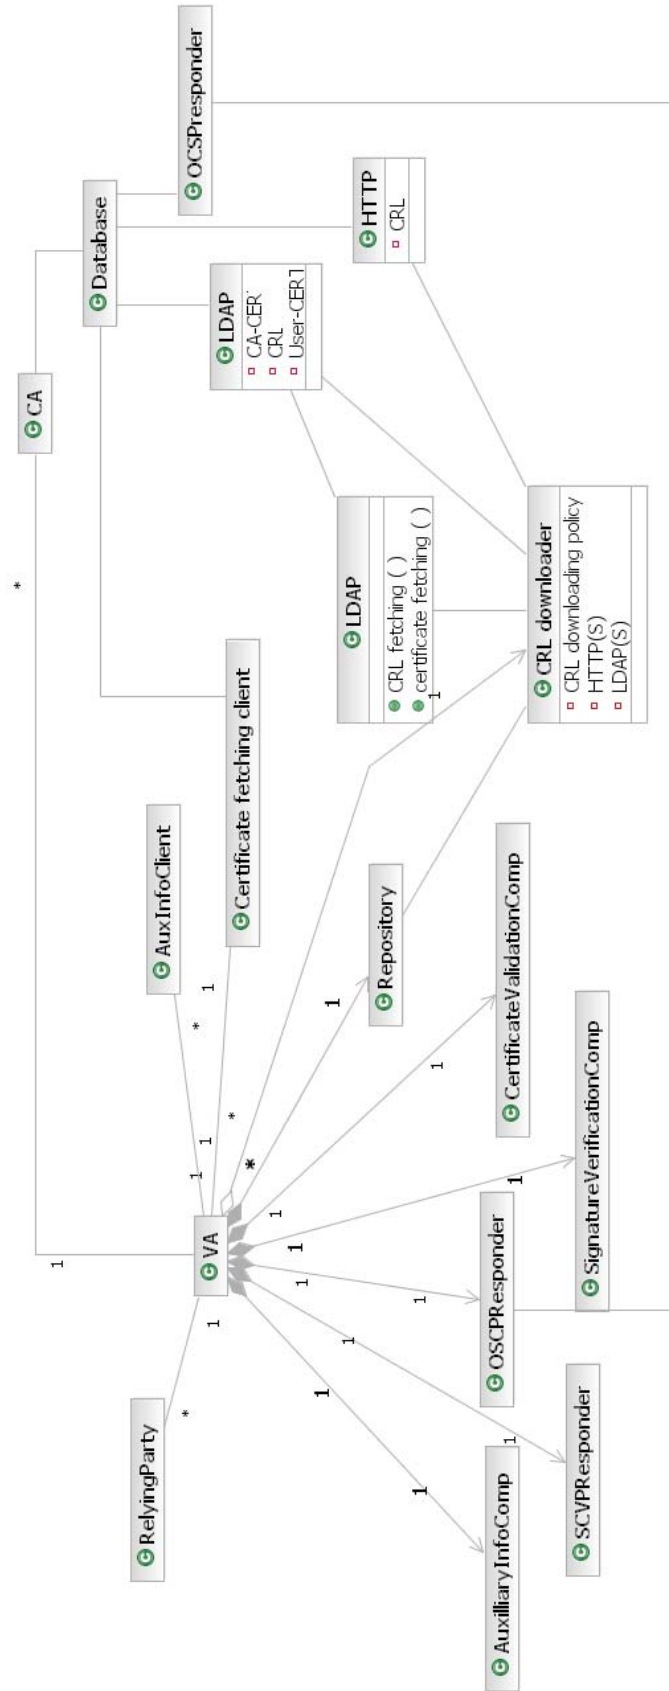 *
CA
1
Database
RelyingParty
AuxInfoClient
OCSPresponder
*
1
*
1
1
VA
1
*
Certificate fetching client
LDAP
CA-CER
CRL
User-CERT
*
1
1
1
1
1
1
LDAP
CRL fetching ( )
certificate fetching ( )
HTTP
CRL
Repository
1
1
1
1
OSCPResponder
AuxilliaryInfoComp
CertificateValidationComp
1
1
CRL downloader
CRL downloading policy
HTTP(S)
LDAP(S)
SCVPResponder
SignatureVerificationComp